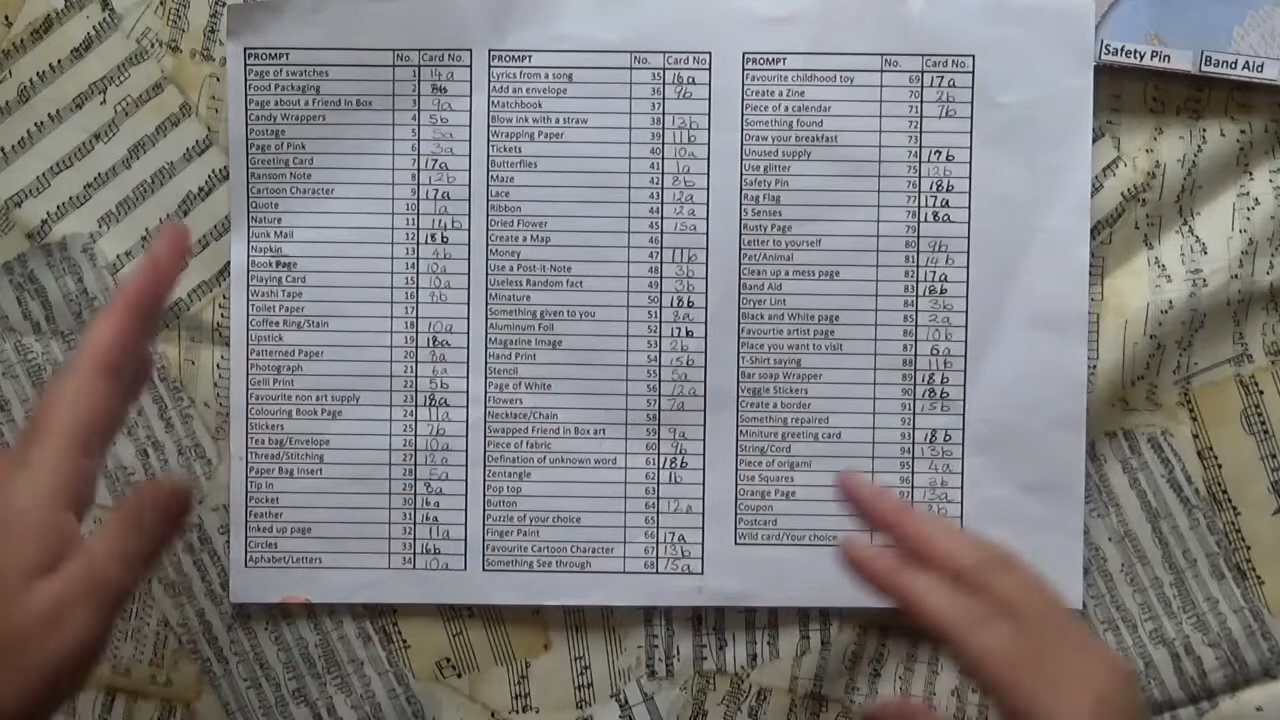 PROMPT No. Card No.
Page of swatches 1 14a
Food Packaging 2 8b
Page about a Friend In Box 3 9a
Candy Wrappers 4 5b
Postage 5 5a
Page of Pink 6 3a
Greeting Card 7 17a
Ransom Note 8 12b
Cartoon Character 9 17a
Quote 10 1a
Nature 11 14b
Junk Mail 12 18b
Napkin 13 4b
Book Page 14 10a
Playing Card 15 10a
Washi Tape 16 8b
Toilet Paper 17
Coffee Ring/Stain 18 10a
Lipstick 19 18a
Patterned Paper 20 8a
Photograph 21 6a
Gelli Print 22 5b
Favourite non art supply 23 18a
Colouring Book Page 24 11a
Stickers 25 7b
Tea bag/Envelope 26 10a
Thread/Stitching 27 12a
Paper Bag Insert 28 5a
Tip In 29 8a
Pocket 30 16a
Feather 31 16a
Inked up page 32 11a
Circles 33 16b
Aphabet/Letters 34 10a
PROMPT No. Card No.
Lyrics from a song 35 16a
Add an envelope 36 9b
Matchbook 37
Blow ink with a straw 38 13b
Wrapping Paper 39 11b
Tickets 40 10a
Butterflies 41 1a
Maze 42 8b
Lace 43 12a
Ribbon 44 12a
Dried Flower 45 15a
Create a Map 46
Money 47 11b
Use a Post-it-Note 48 3b
Useless Random fact 49 3b
Minature 50 18b
Something given to you 51 8a
Aluminum Foil 52 17b
Magazine Image 53 2b
Hand Print 54 15b
Stencil 55 5a
Page of White 56 12a
Flowers 57 7a
Necklace/Chain 58
Swapped Friend in Box art 59 9a
Piece of fabric 60 9b
Defination of unknown word 61 18b
Zentangle 62 1b
Pop top 63
Button 64 12a
Puzzle of your choice 65
Finger Paint 66 17a
Favourite Cartoon Character 67 13b
Something See through 68 15a
PROMPT No. Card No.
Favourite childhood toy 69 17a
Create a Zine 70 2b
Piece of a calendar 71 7b
Something found 72
Draw your breakfast 73
Unused supply 74 17b
Use glitter 75 12b
Safety Pin 76 18b
Rag Flag 77 17a
5 Senses 78 18a
Rusty Page 79
Letter to yourself 80 9b
Pet/Animal 81 14b
Clean up a mess page 82 17a
Band Aid 83 18b
Dryer Lint 84 3b
Black and White page 85 2a
Favourtie artist page 86 10b
Place you want to visit 87 6a
T-Shirt saying 88 11b
Bar soap Wrapper 89 18b
Veggie Stickers 90 18b
Create a border 91 15b
Something repaired 92
Miniture greeting card 93 18b
String/Cord 94 13b
Piece of origami 95 4a
Use Squares 96 3b
Orange Page 97 13a
Coupon
Postcard
Wild card/Your choice
Safety Pin
Band Aid